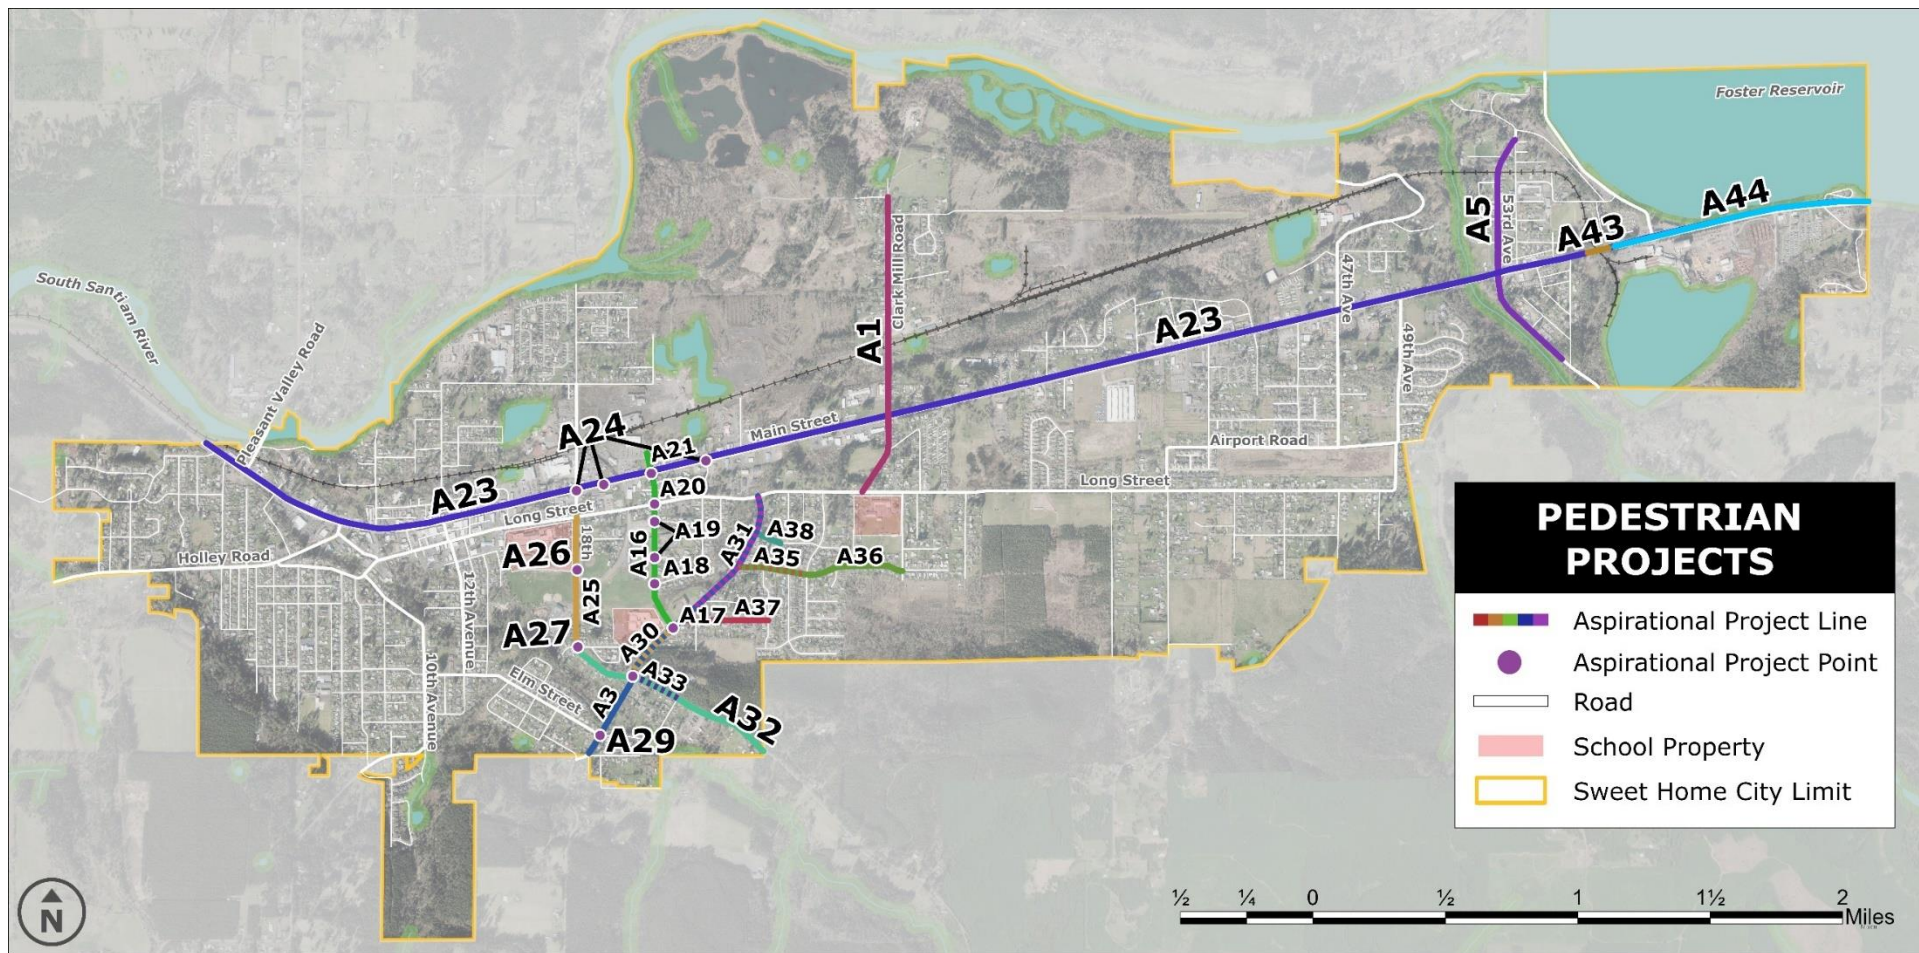 Foster Reservoir
A44
A5
53rd Ave
A43
South Santiam River
Pleasant Valley Road
Clark Mill Road
A1
A23
47th Ave
49th Ave
A24
A21
Main Street
Airport Road
A23
A20
Long Street
Long Street
18th
A19
A31
A38
Holley Road
A26
A16
A18
A35
A36
12th Avenue
A25
A17
A37
A27
A30
10th Avenue
Elm Street
A33
A3
A32
A29
PEDESTRIAN
PROJECTS
Aspirational Project Line
Aspirational Project Point
Road
School Property
Sweet Home City Limit
N
½ ¼ 0 ½ 1 1½ 2
Miles